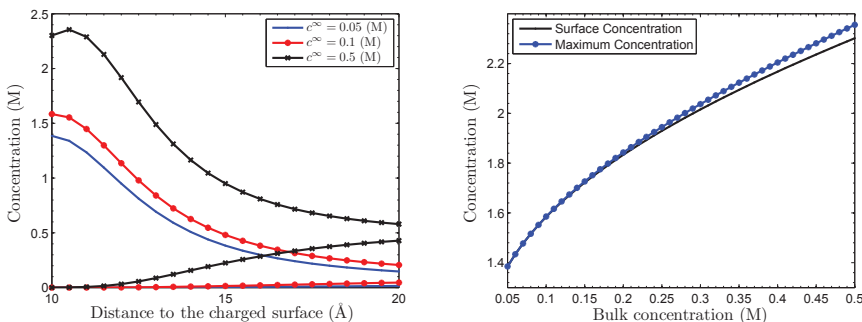 2.5
2
1.5
1
0.5
0
10
15
20
Concentration (M)
Distance to the charged surface (Å)
c^∞ = 0.05 (M)
c^∞ = 0.1 (M)
c^∞ = 0.5 (M)
2.2
2
1.8
1.6
1.4
0.05
0.1
0.15
0.2
0.25
0.3
0.35
0.4
0.45
0.5
Concentration (M)
Bulk concentration (M)
Surface Concentration
Maximum Concentration